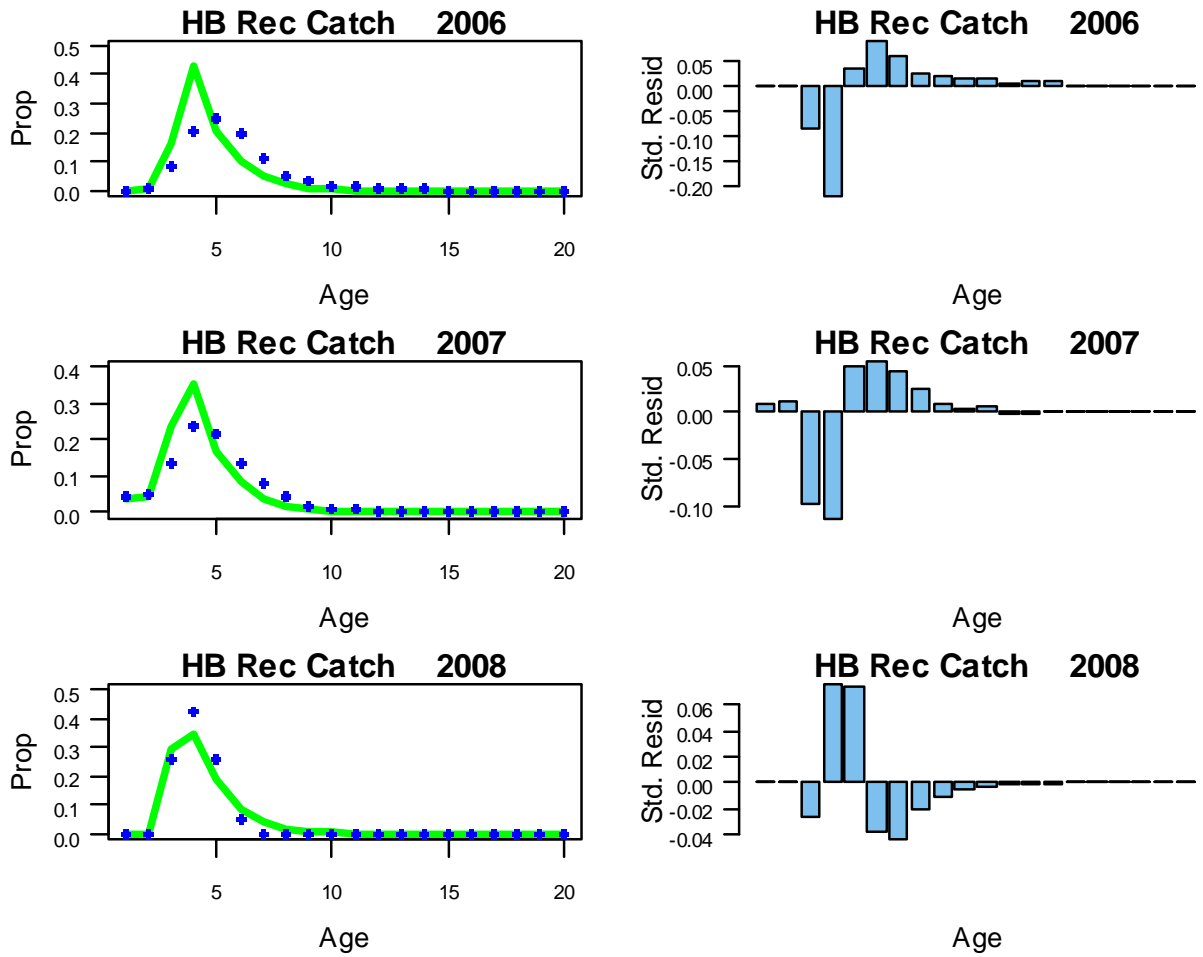 HB Rec Catch 2006
Prop
0.5
0.4
0.3
0.2
0.1
0.0
5 10 15 20
Age
HB Rec Catch 2006
Std. Resid
0.05
0.00
-0.05
-0.10
-0.15
-0.20
Age
HB Rec Catch 2007
Prop
0.4
0.3
0.2
0.1
0.0
5 10 15 20
Age
HB Rec Catch 2007
Std. Resid
0.05
0.00
-0.05
-0.10
Age
HB Rec Catch 2008
Prop
0.5
0.4
0.3
0.2
0.1
0.0
5 10 15 20
Age
HB Rec Catch 2008
Std. Resid
0.06
0.04
0.02
0.00
-0.02
-0.04
Age